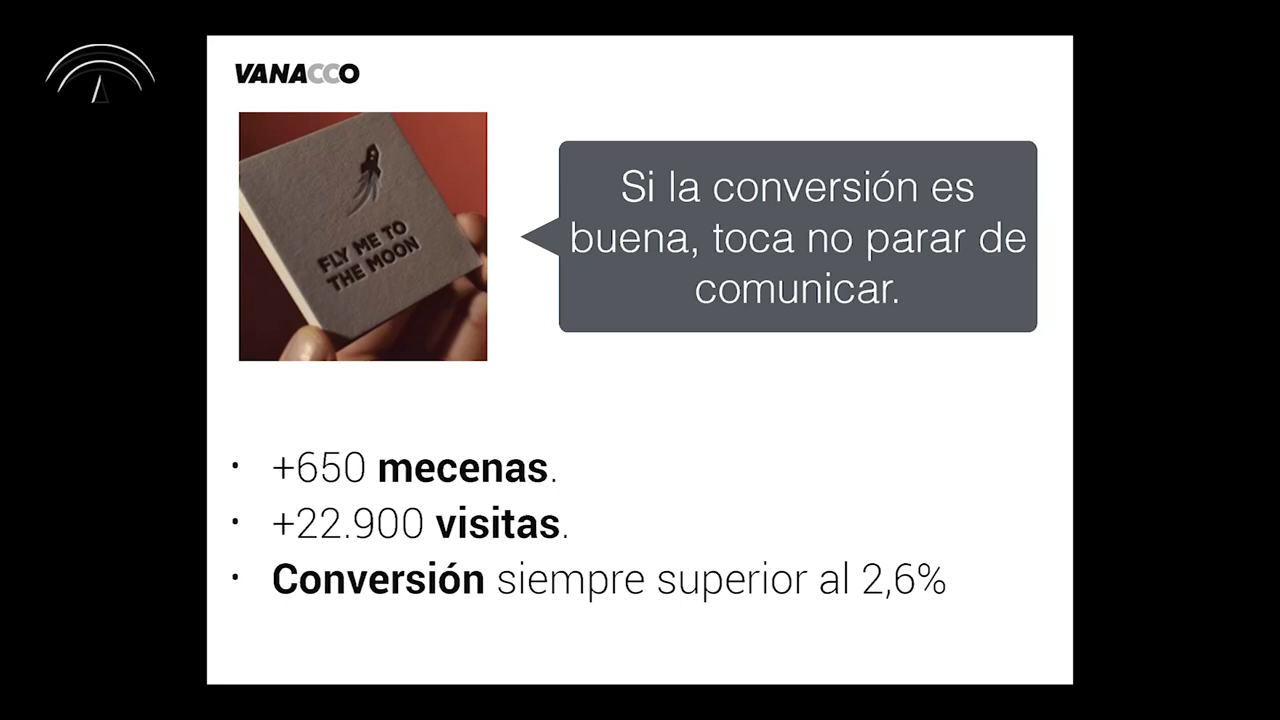 VANACCO
FLY ME TO
THE MOON
Si la conversión es
buena, toca no parar de
comunicar.
· +650 mecenas.
· +22.900 visitas.
· Conversión siempre superior al 2,6%